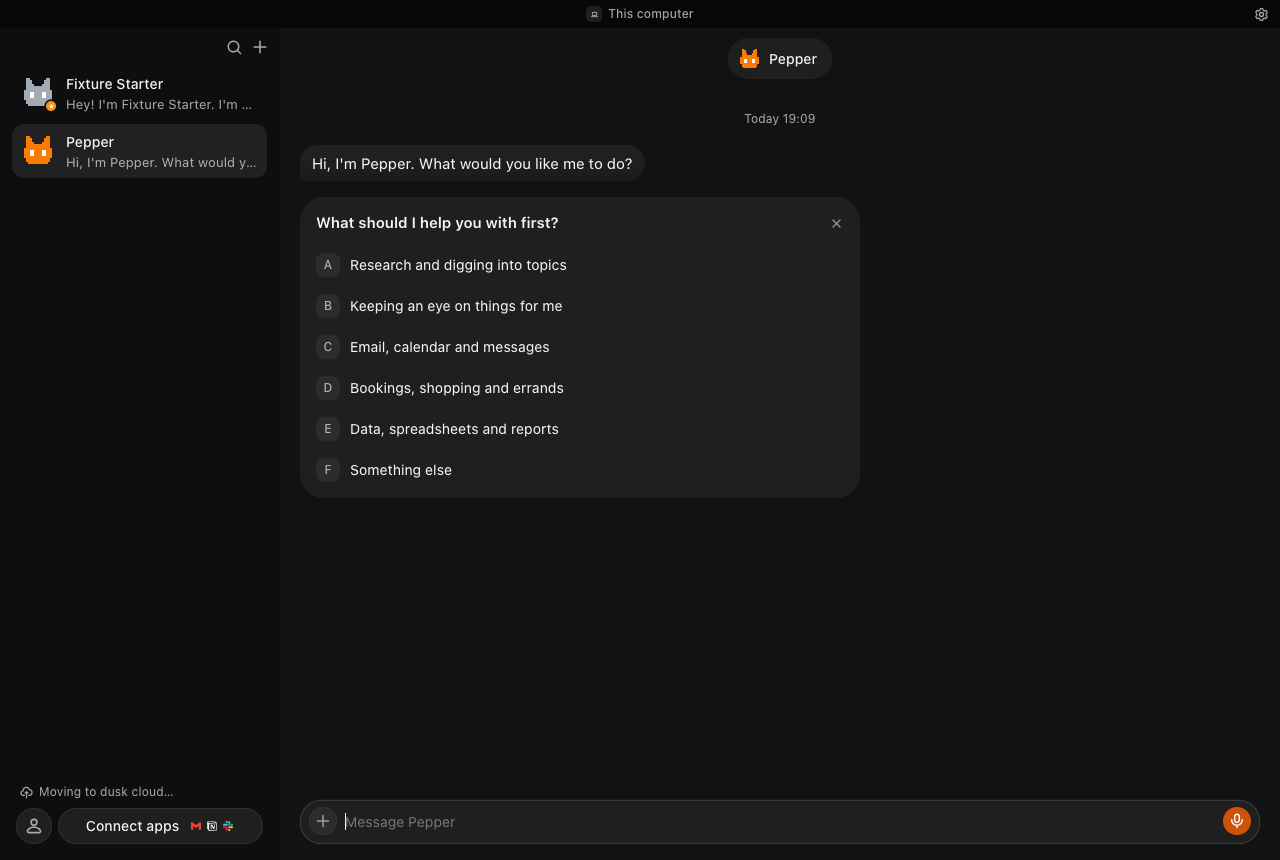 This computer
Fixture Starter
Hey! I'm Fixture Starter. I'm ...
Pepper
Hi, I'm Pepper. What would y...
Pepper
Today 19:09
Hi, I'm Pepper. What would you like me to do?
What should I help you with first?
A Research and digging into topics
B Keeping an eye on things for me
C Email, calendar and messages
D Bookings, shopping and errands
E Data, spreadsheets and reports
F Something else
Moving to dusk cloud...
Connect apps
Message Pepper